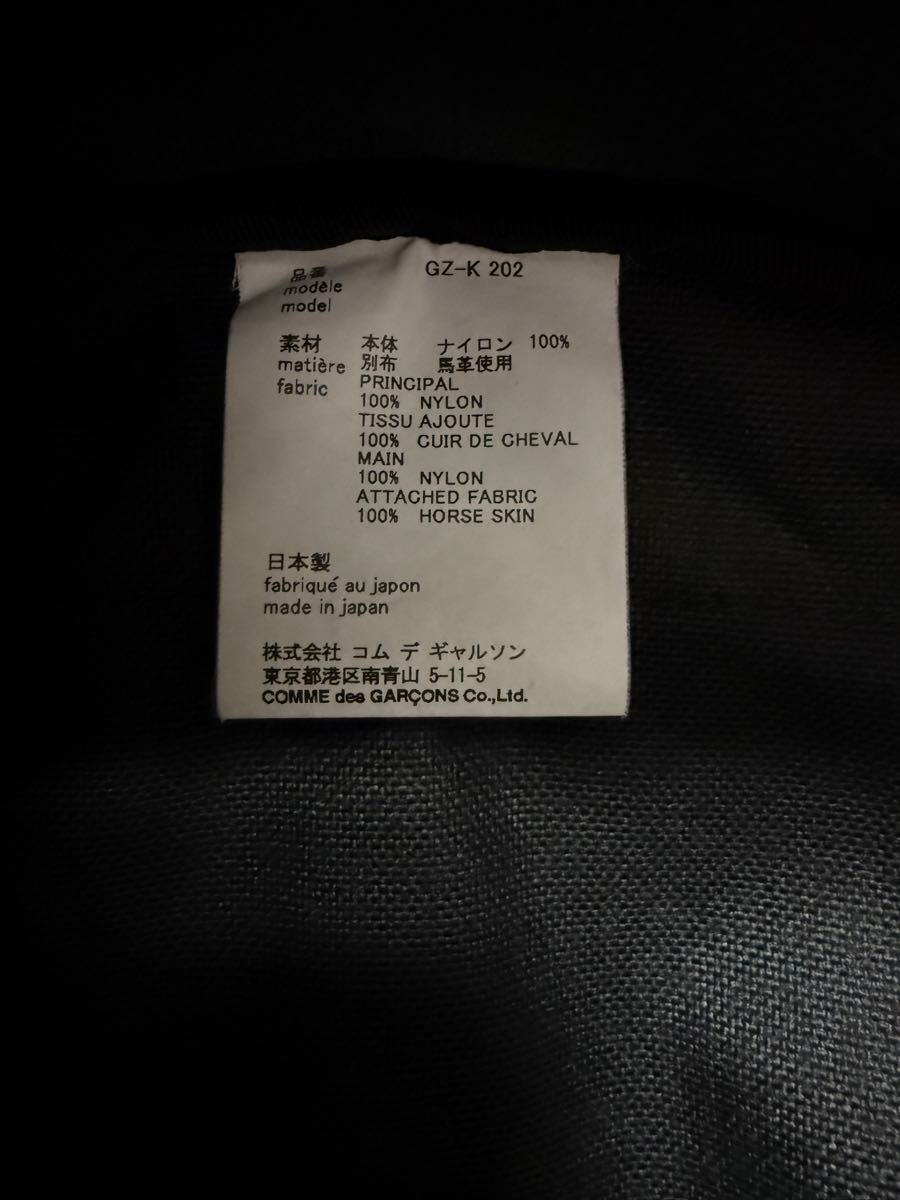 品番 GZ-K 202
modèle
model
素材 本体 ナイロン 100%
matière 別布 馬革使用
fabric PRINCIPAL
100% NYLON
TISSU AJOUTE
100% CUIR DE CHEVAL
MAIN
100% NYLON
ATTACHED FABRIC
100% HORSE SKIN
日本製
fabriqué au japon
made in japan
株式会社 コム デ ギャルソン
東京都港区南青山 5-11-5
COMME des GARÇONS Co.,Ltd.